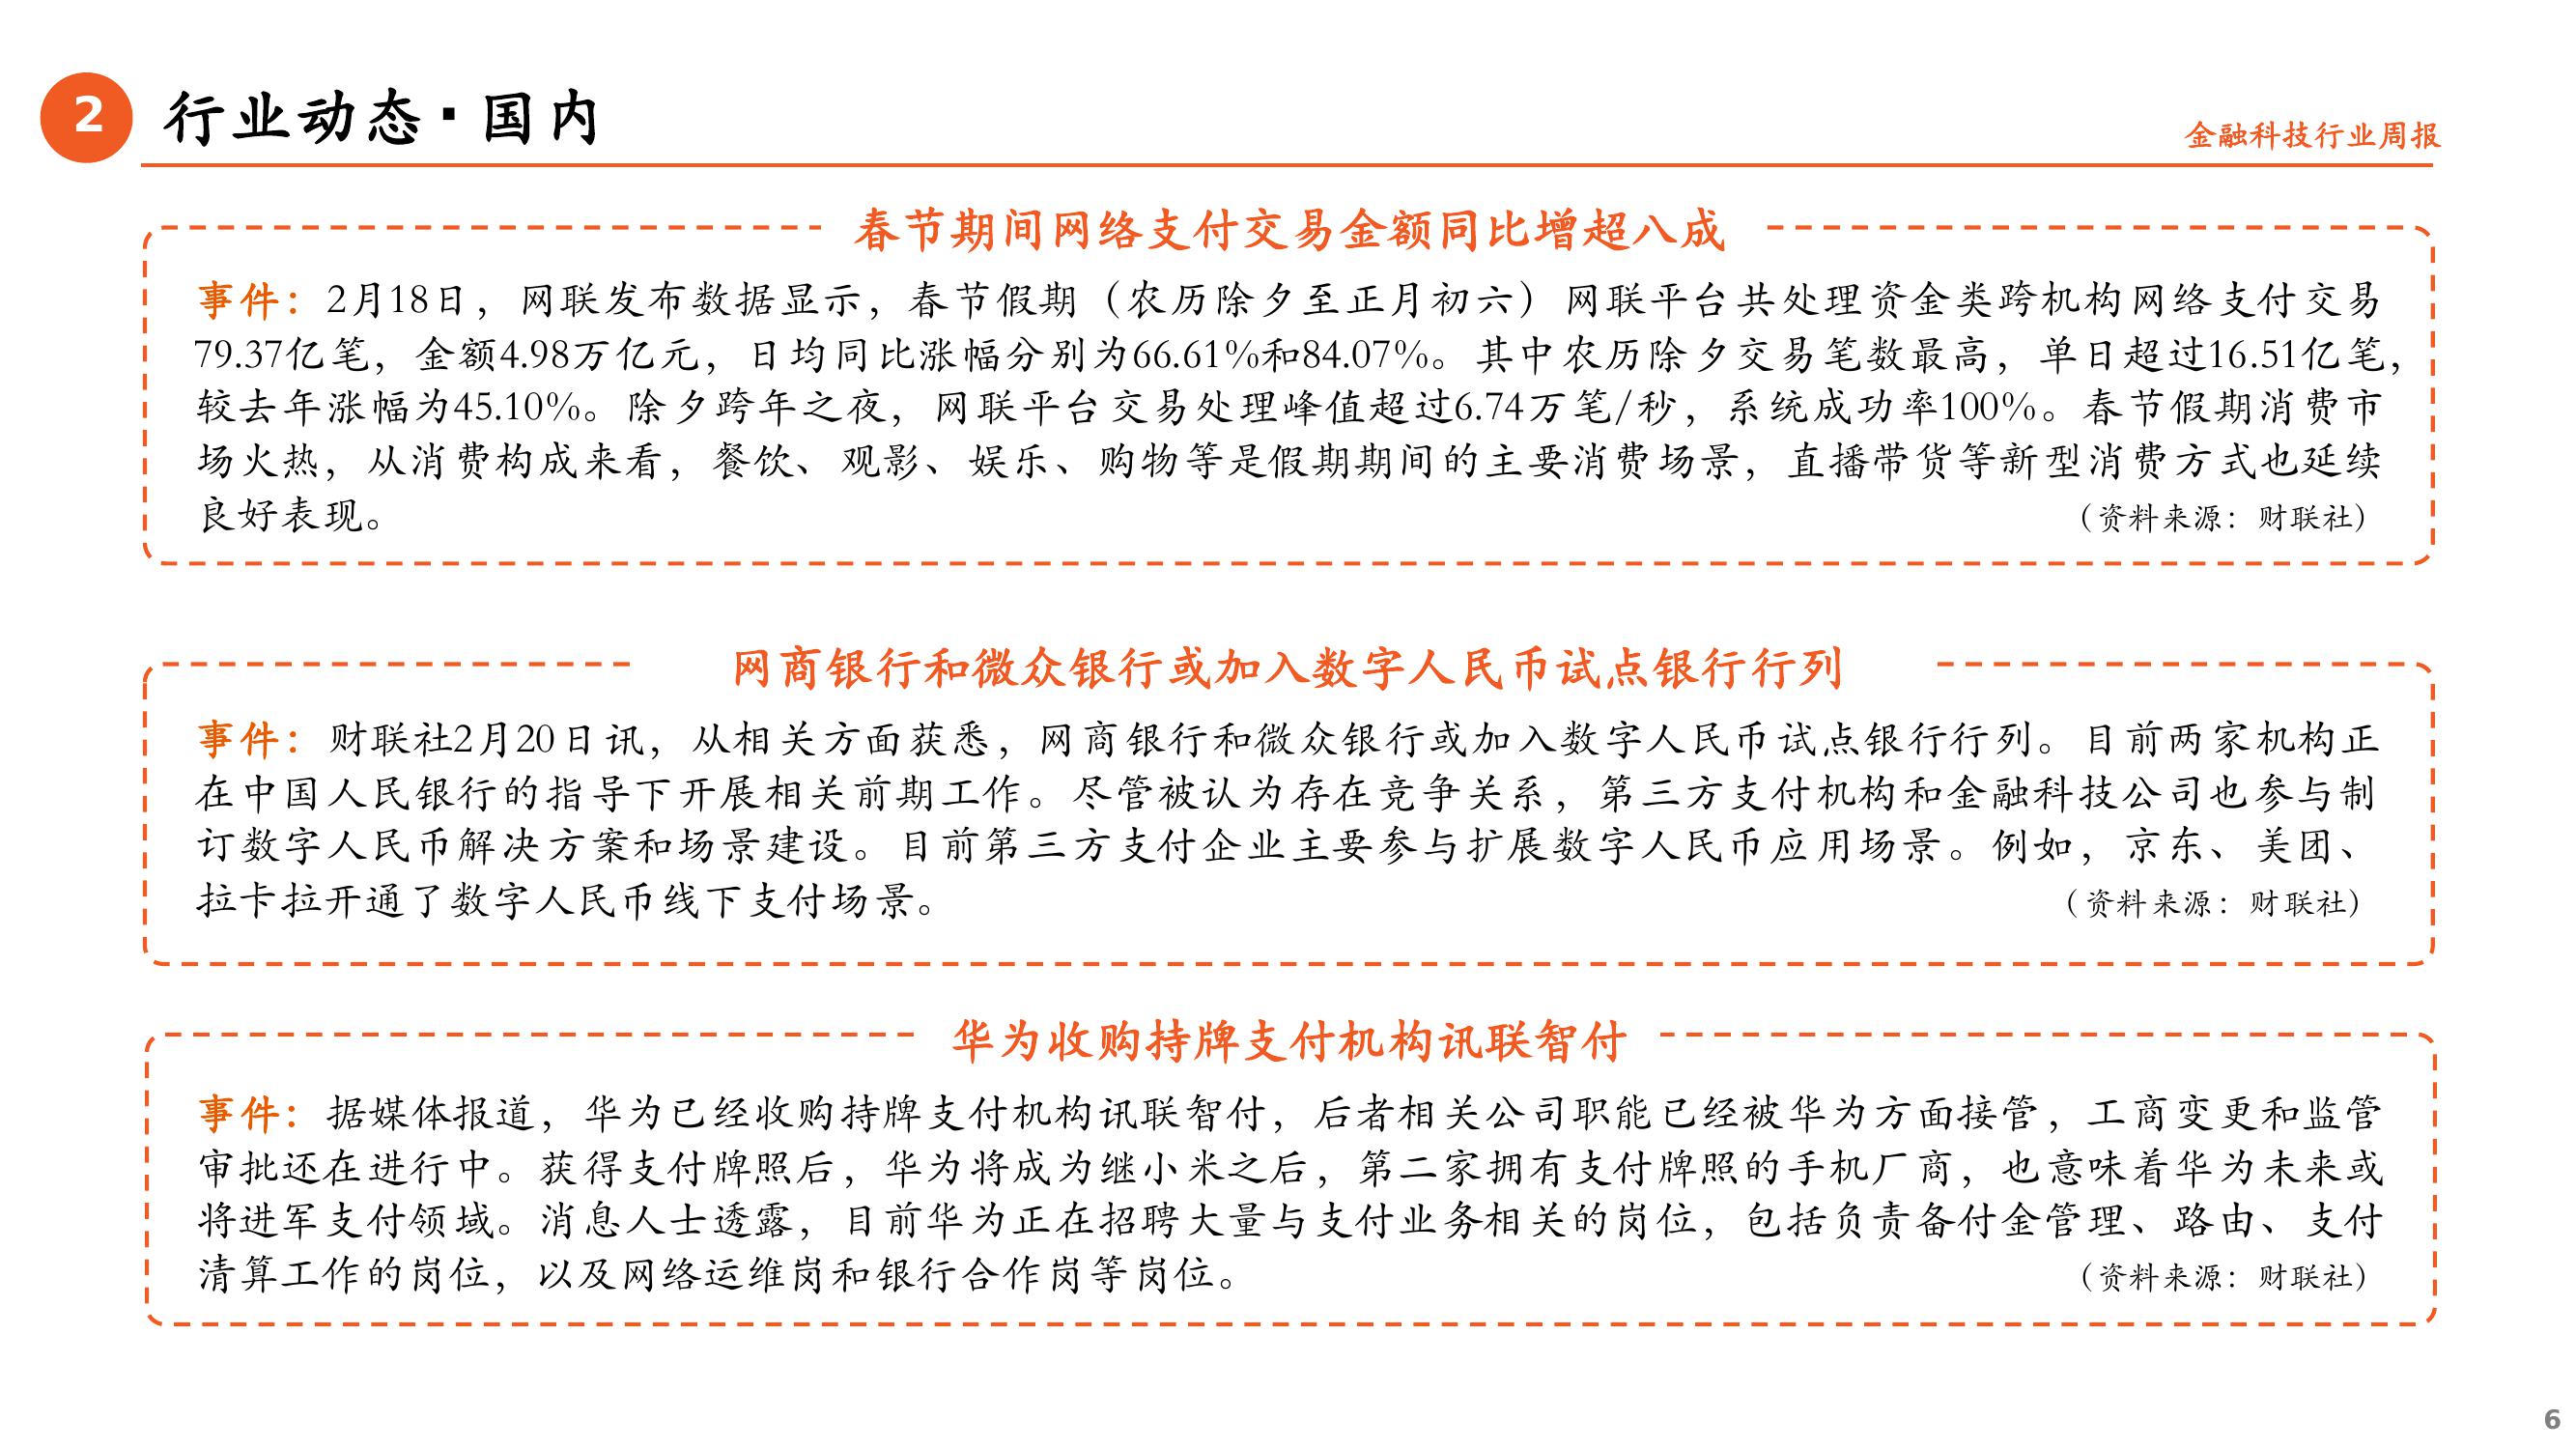 2
行业动态·国内
金融科技行业周报
春节期间网络支付交易金额同比增超八成
事件：2月18日，网联发布数据显示，春节假期（农历除夕至正月初六）网联平台共处理资金类跨机构网络支付交易
79.37亿笔，金额4.98万亿元，日均同比涨幅分别为66.61%和84.07%。其中农历除夕交易笔数最高，单日超过16.51亿笔，
较去年涨幅为45.10%。除夕跨年之夜，网联平台交易处理峰值超过6.74万笔/秒，系统成功率100%。春节假期消费市
场火热，从消费构成来看，餐饮、观影、娱乐、购物等是假期期间的主要消费场景，直播带货等新型消费方式也延续
良好表现。
（资料来源：财联社）
网商银行和微众银行或加入数字人民币试点银行行列
事件：财联社2月20日讯，从相关方面获悉，网商银行和微众银行或加入数字人民币试点银行行列。目前两家机构正
在中国人民银行的指导下开展相关前期工作。尽管被认为存在竞争关系，第三方支付机构和金融科技公司也参与制
订数字人民币解决方案和场景建设。目前第三方支付企业主要参与扩展数字人民币应用场景。例如，京东、美团、
拉卡拉开通了数字人民币线下支付场景。
（资料来源：财联社）
华为收购持牌支付机构讯联智付
事件：据媒体报道，华为已经收购持牌支付机构讯联智付，后者相关公司职能已经被华为方面接管，工商变更和监管
审批还在进行中。获得支付牌照后，华为将成为继小米之后，第二家拥有支付牌照的手机厂商，也意味着华为未来或
将进军支付领域。消息人士透露，目前华为正在招聘大量与支付业务相关的岗位，包括负责备付金管理、路由、支付
清算工作的岗位，以及网络运维岗和银行合作岗等岗位。
（资料来源：财联社）
6